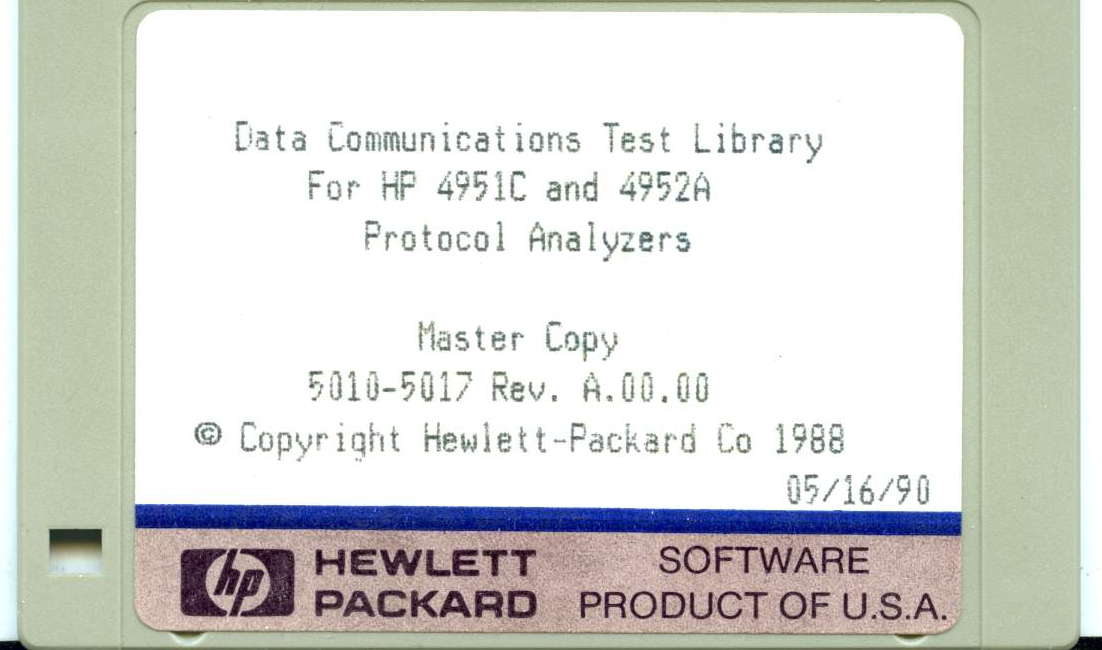 Data Communications Test Library
For HP 4951C and 4952A
Protocol Analyzers
Master Copy
5010-5017 Rev. A.00.00
© Copyright Hewlett-Packard Co 1988
05/16/90
hp HEWLETT PACKARD
SOFTWARE PRODUCT OF U.S.A.